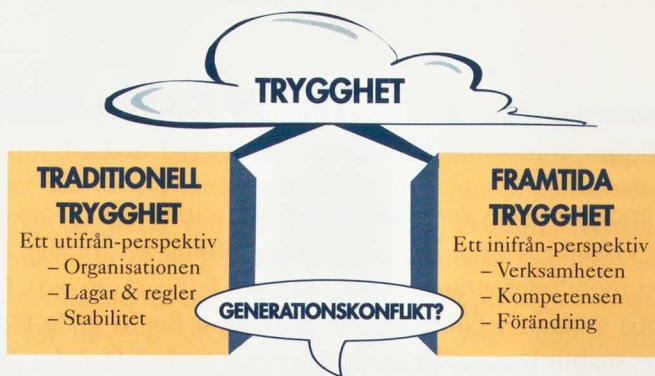 TRYGGHET
TRADITIONELL
TRYGGHET
Ett utifrån-perspektiv
– Organisationen
– Lagar & regler
– Stabilitet
FRAMTIDA
TRYGGHET
Ett inifrån-perspektiv
– Verksamheten
– Kompetensen
– Förändring
GENERATIONSKONFLIKT?